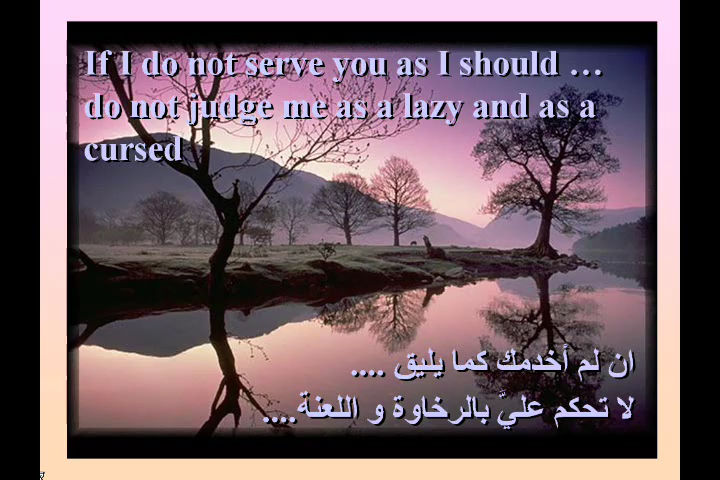 If I do not serve you as I should …
do not judge me as a lazy and as a
cursed
ان لم أخدمك كما يليق ....
لا تحكم عليَّ بالرخاوة و اللعنة....